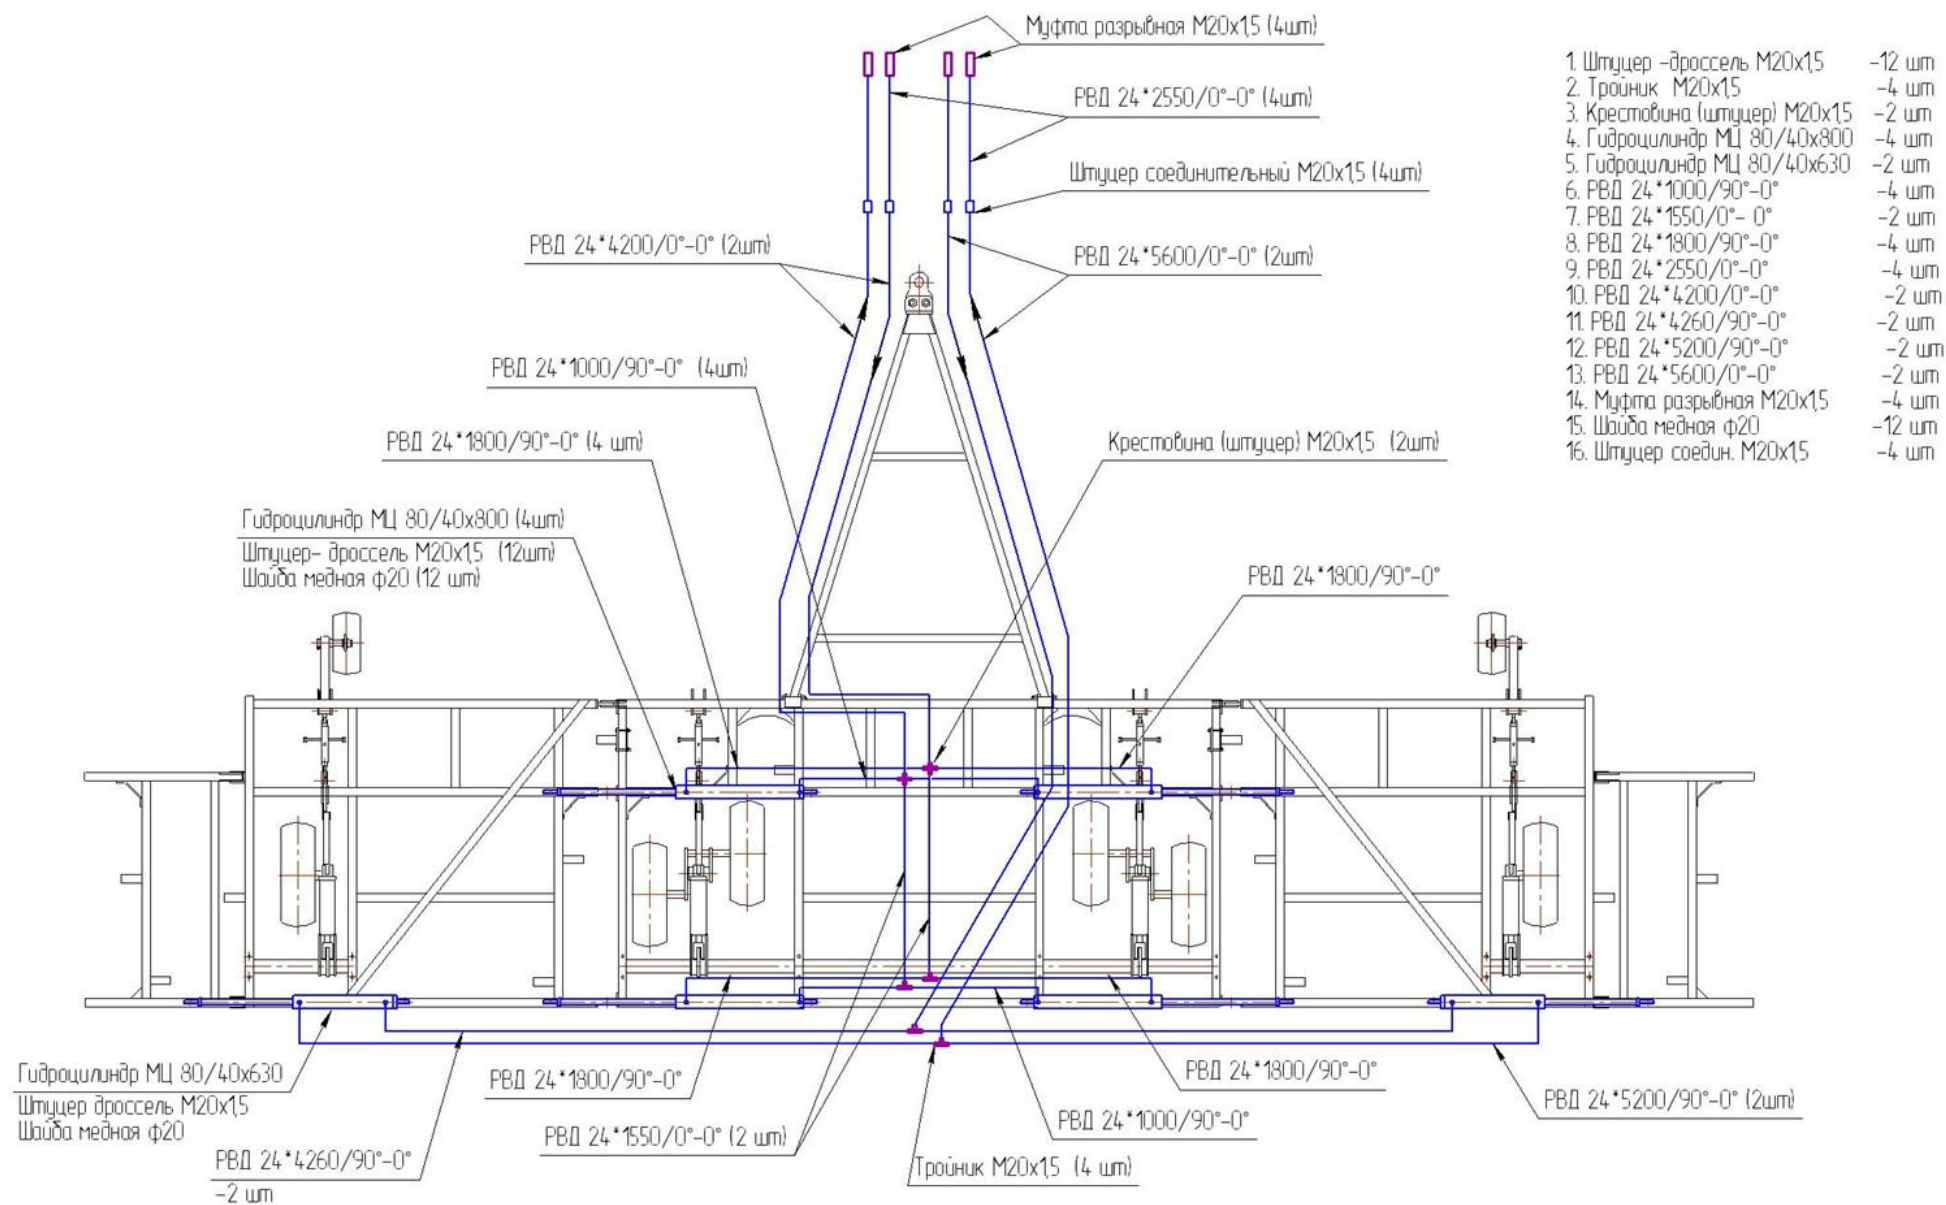 Муфта разрывная М20х1,5 (4шт)
РВД 24*2550/0°-0° (4шт)
Штуцер соединительный М20х1,5 (4шт)
РВД 24*4200/0°-0° (2шт)
РВД 24*5600/0°-0° (2шт)
РВД 24*1000/90°-0° (4шт)
РВД 24*1800/90°-0° (4 шт)
Крестовина (штуцер) М20х1,5 (2шт)
Гидроцилиндр МЦ 80/40х800 (4шт)
Штуцер- дроссель М20х1,5 (12шт)
Шайба медная ф20 (12 шт)
РВД 24*1800/90°-0°
1. Штуцер -дроссель М20х1,5 -12 шт
2. Тройник М20х1,5 -4 шт
3. Крестовина (штуцер) М20х1,5 -2 шт
4. Гидроцилиндр МЦ 80/40х800 -4 шт
5. Гидроцилиндр МЦ 80/40х630 -2 шт
6. РВД 24*1000/90°-0° -4 шт
7. РВД 24*1550/0°- 0° -2 шт
8. РВД 24*1800/90°-0° -4 шт
9. РВД 24*2550/0°-0° -4 шт
10. РВД 24*4200/0°-0° -2 шт
11. РВД 24*4260/90°-0° -2 шт
12. РВД 24*5200/90°-0° -2 шт
13. РВД 24*5600/0°-0° -2 шт
14. Муфта разрывная М20х1,5 -4 шт
15. Шайба медная ф20 -12 шт
16. Штуцер соедин. М20х1,5 -4 шт
Гидроцилиндр МЦ 80/40х630
Штуцер дроссель М20х1,5
Шайба медная ф20
РВД 24*4260/90°-0°
-2 шт
РВД 24*1800/90°-0°
РВД 24*1550/0°-0° (2 шт)
РВД 24*1800/90°-0°
РВД 24*1000/90°-0°
Тройник М20х1,5 (4 шт)
РВД 24*5200/90°-0° (2шт)